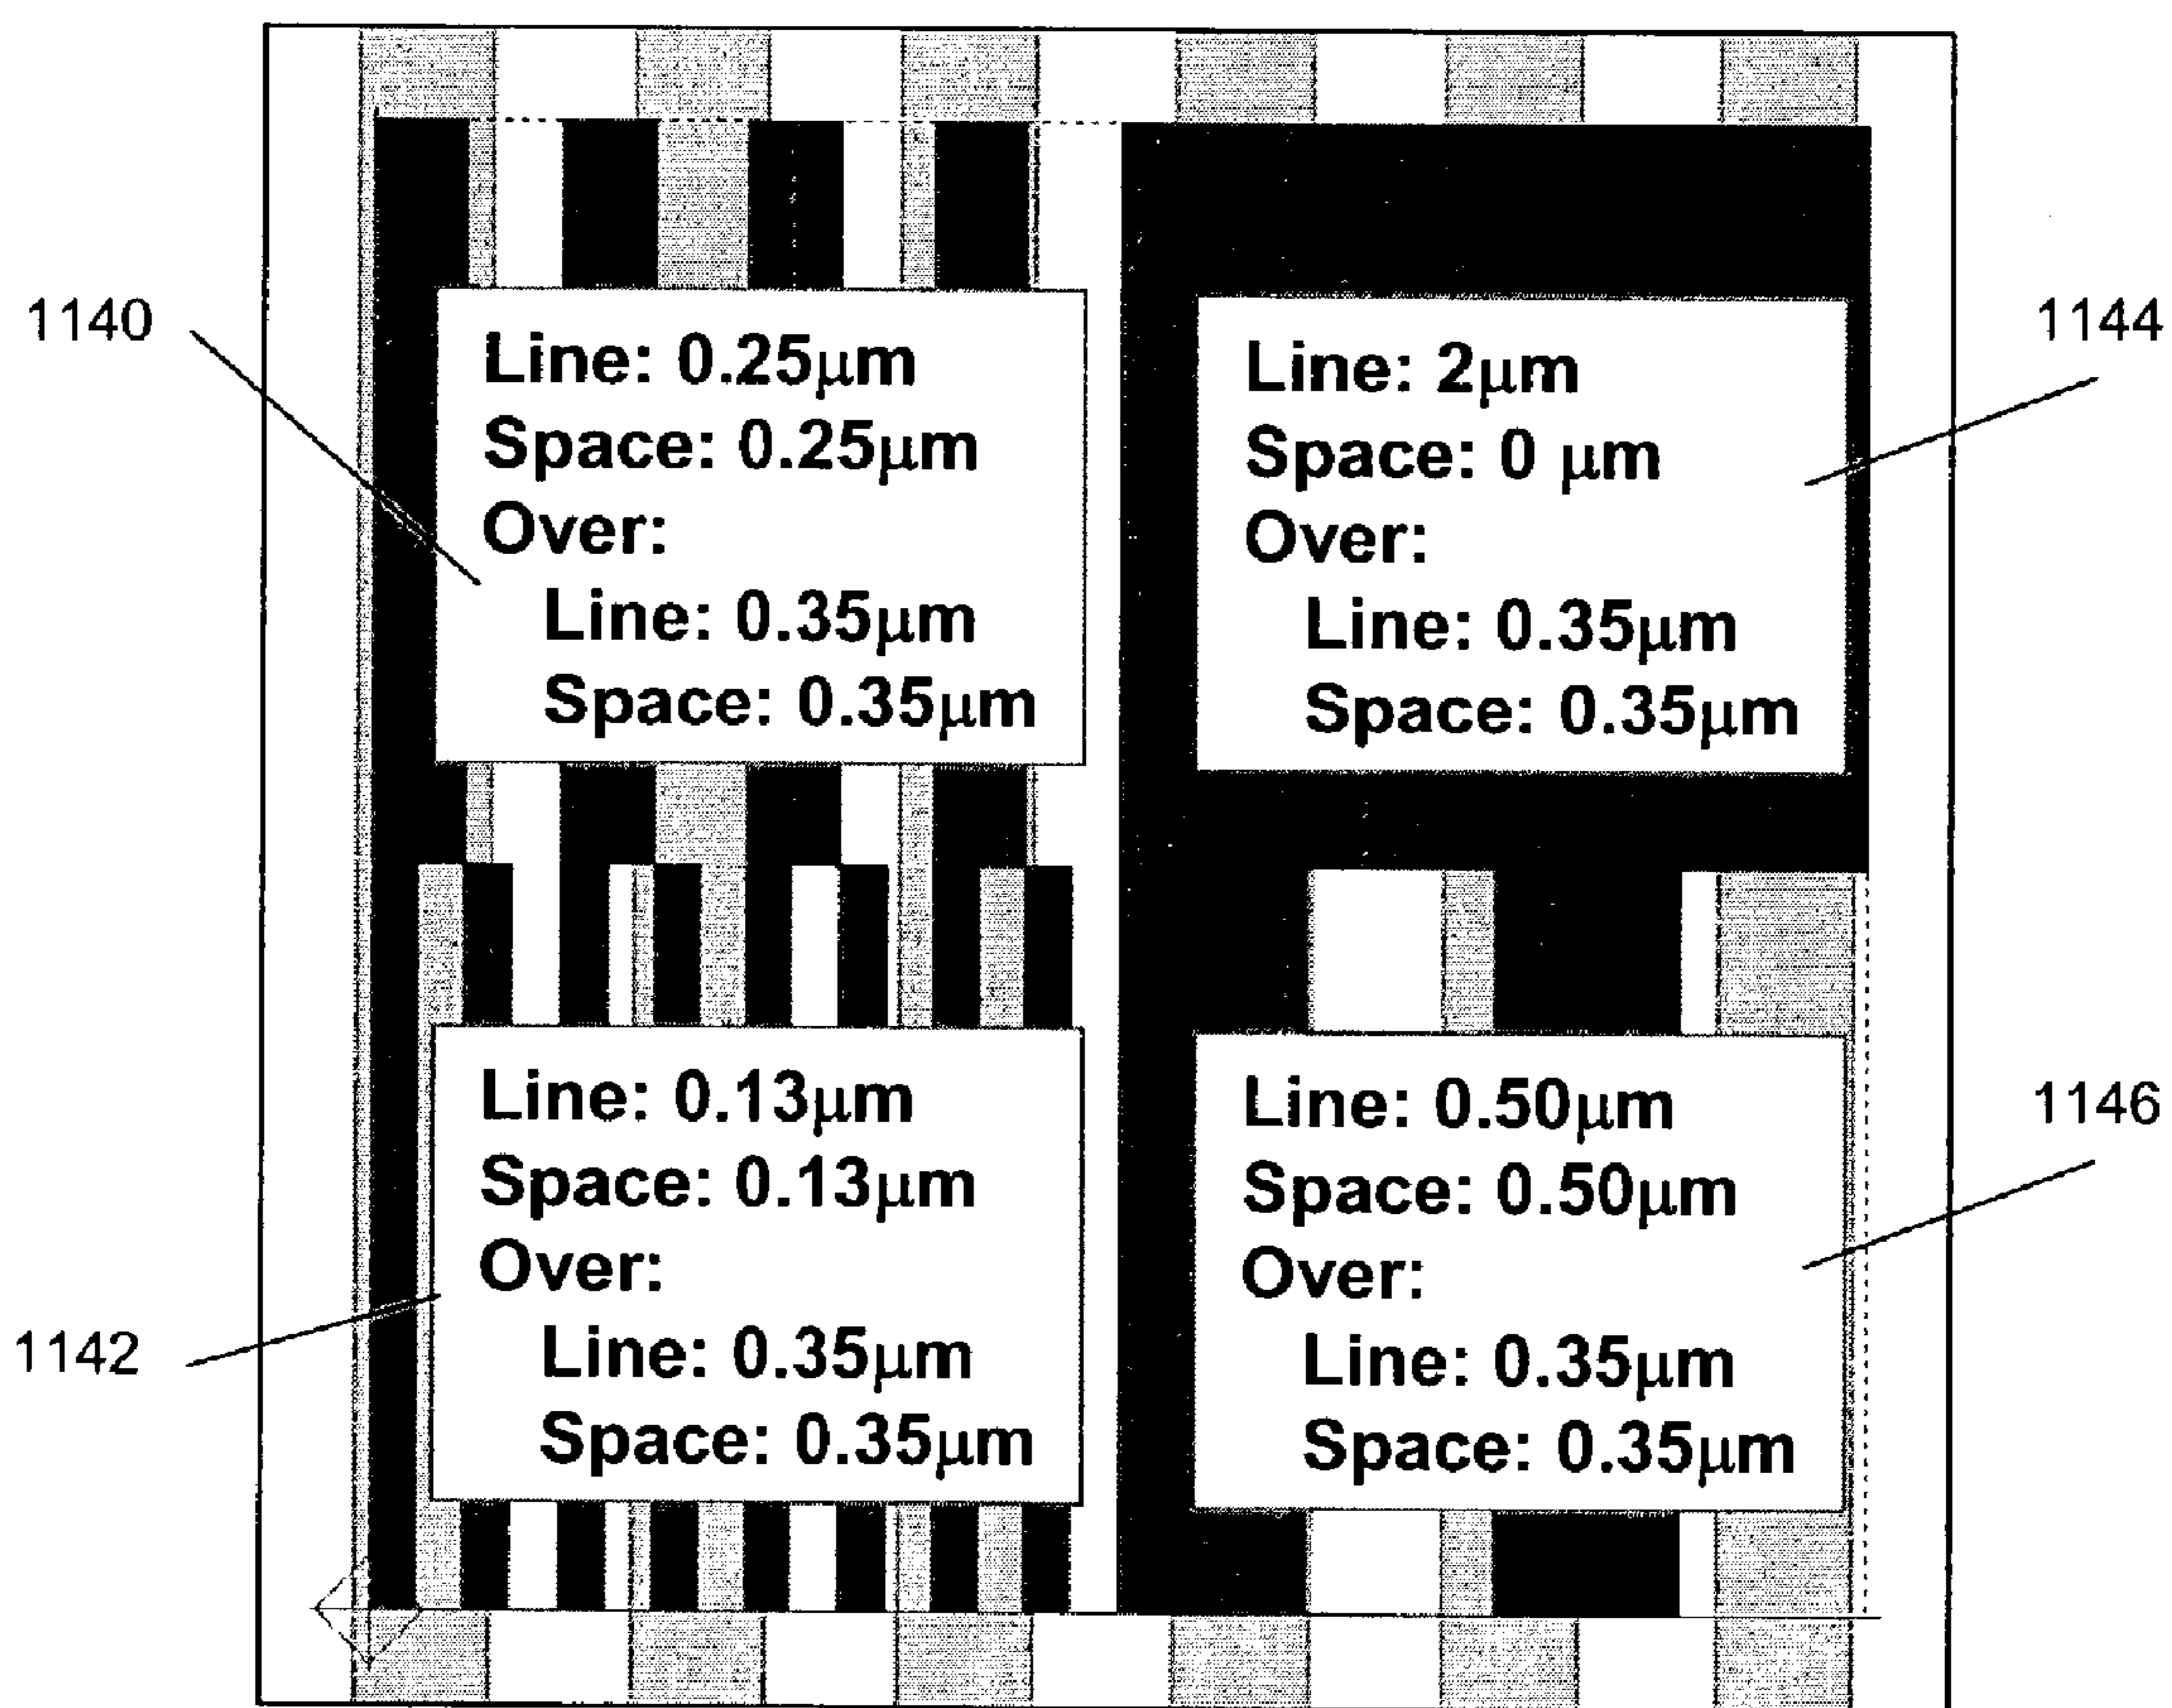 1140
Line: 0.25μm
Space: 0.25μm
Over:
Line: 0.35μm
Space: 0.35μm
1144
Line: 2μm
Space: 0 μm
Over:
Line: 0.35μm
Space: 0.35μm
1142
Line: 0.13μm
Space: 0.13μm
Over:
Line: 0.35μm
Space: 0.35μm
1146
Line: 0.50μm
Space: 0.50μm
Over:
Line: 0.35μm
Space: 0.35μm